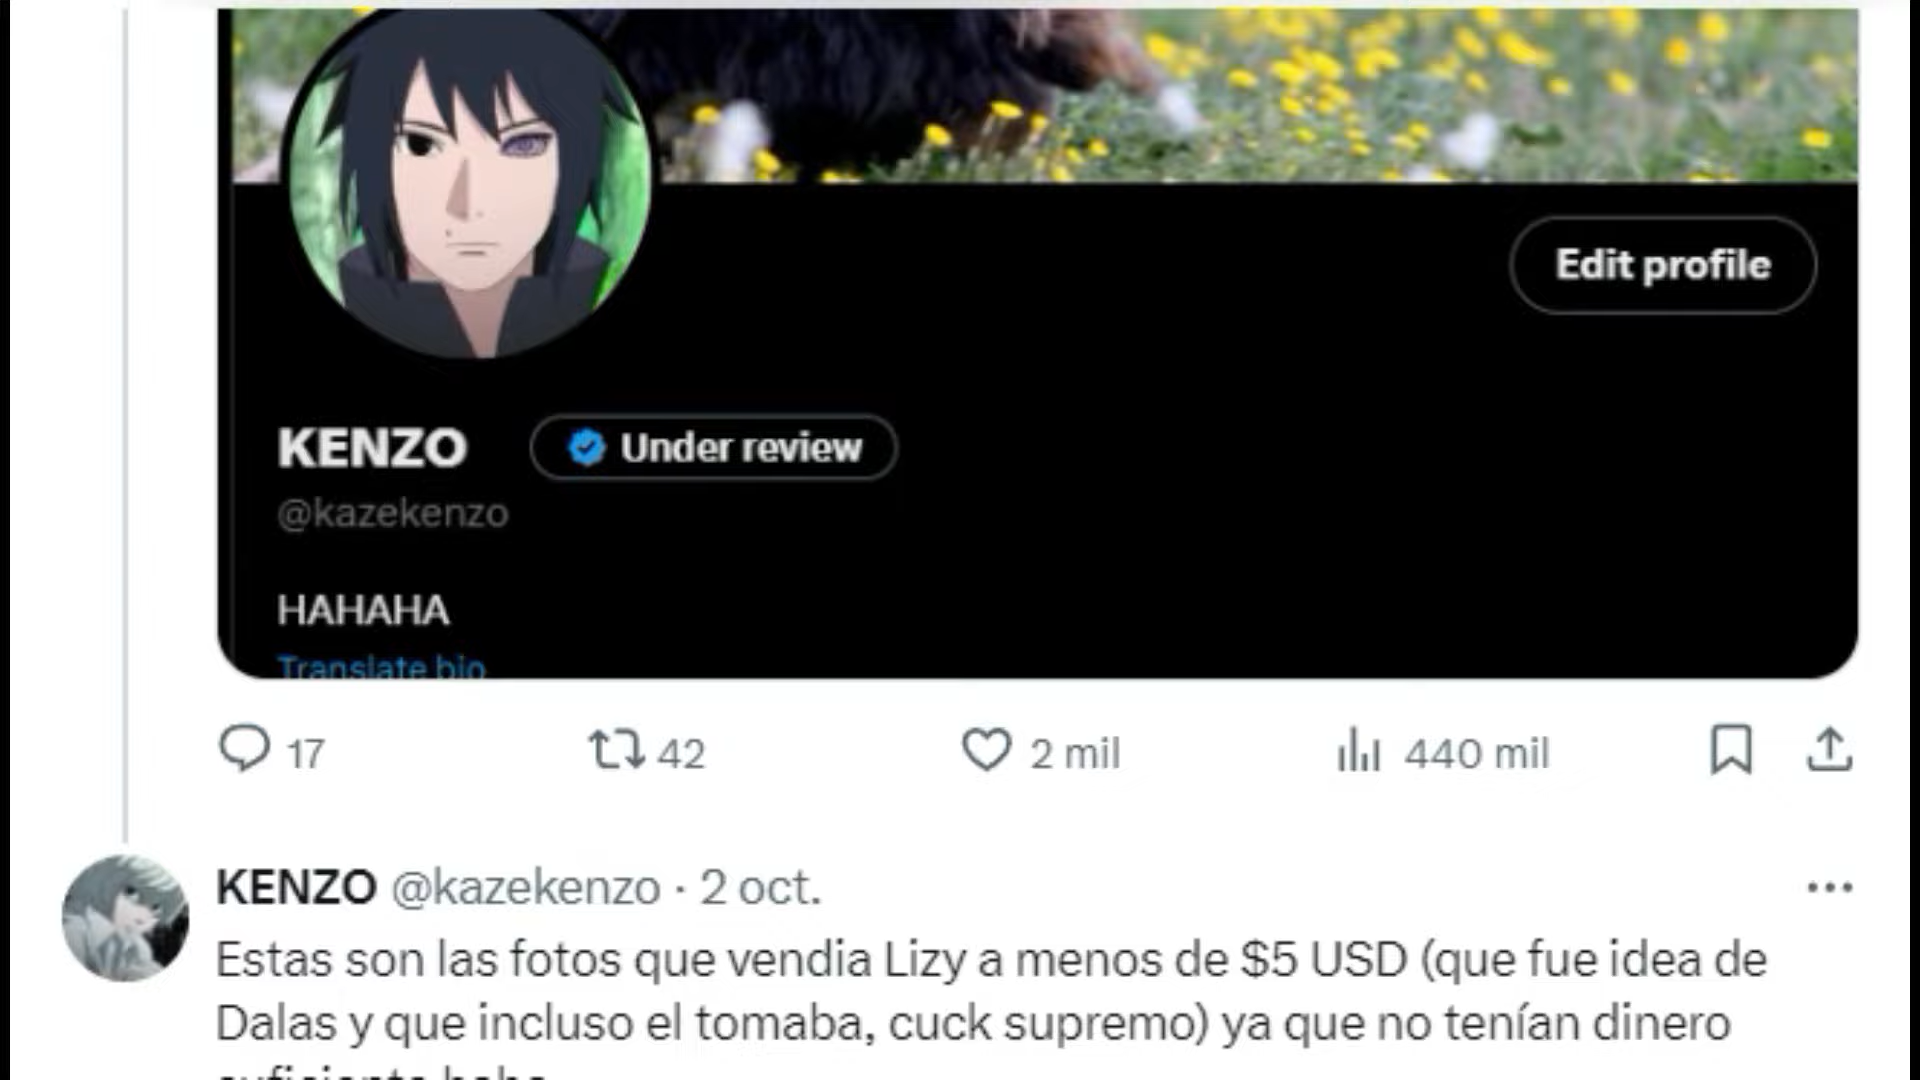 Edit profile
KENZO Under review
@kazekenzo
HAHAHA
Translate bio
17 42 2 mil 440 mil
KENZO @kazekenzo · 2 oct.
Estas son las fotos que vendia Lizy a menos de $5 USD (que fue idea de
Dalas y que incluso el tomaba, cuck supremo) ya que no tenían dinero